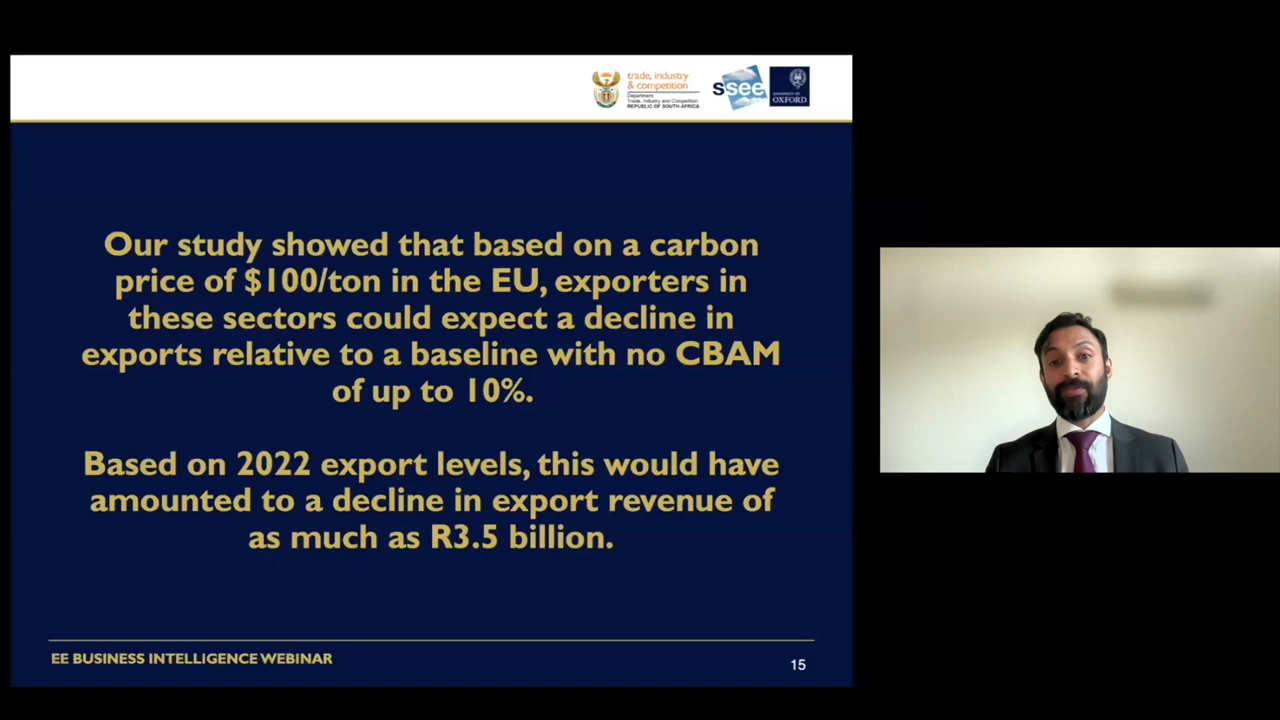 trade, industry
& competition
Department:
Trade, Industry and Competition
REPUBLIC OF SOUTH AFRICA
ssee
UNIVERSITY OF
OXFORD
Our study showed that based on a carbon
price of $100/ton in the EU, exporters in
these sectors could expect a decline in
exports relative to a baseline with no CBAM
of up to 10%.
Based on 2022 export levels, this would have
amounted to a decline in export revenue of
as much as R3.5 billion.
EE BUSINESS INTELLIGENCE WEBINAR
15